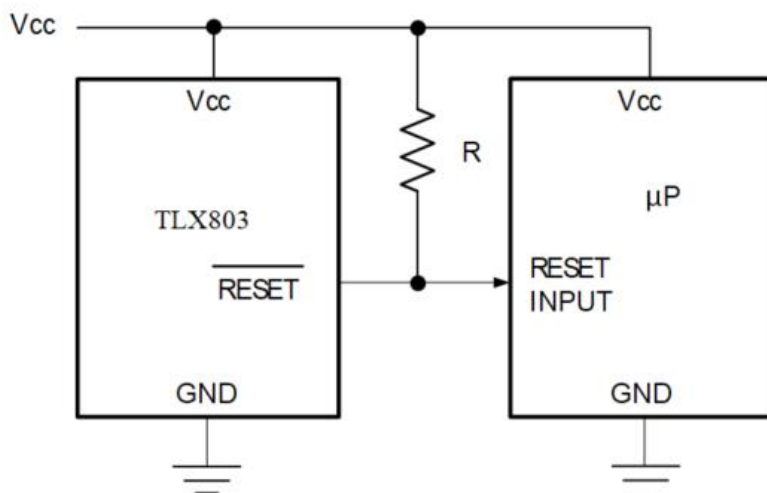 Vcc
Vcc
TLX803
RESET
GND
R
Vcc
µP
RESET
INPUT
GND